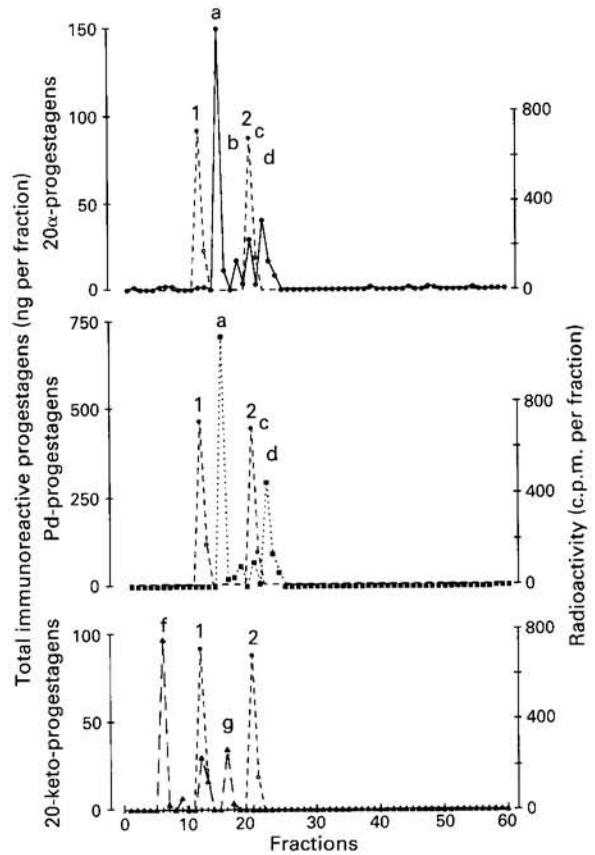 Total immunoreactive progestagens (ng per fraction)
20α-progestagens
150
100
50
0
a
1
b
2
c
d
800
400
0
Pd-progestagens
750
500
250
0
a
1
2
c
d
800
400
0
20-keto-progestagens
100
50
0
f
1
g
2
800
400
0
Radioactivity (c.p.m. per fraction)
0 10 20 30 40 50 60
Fractions